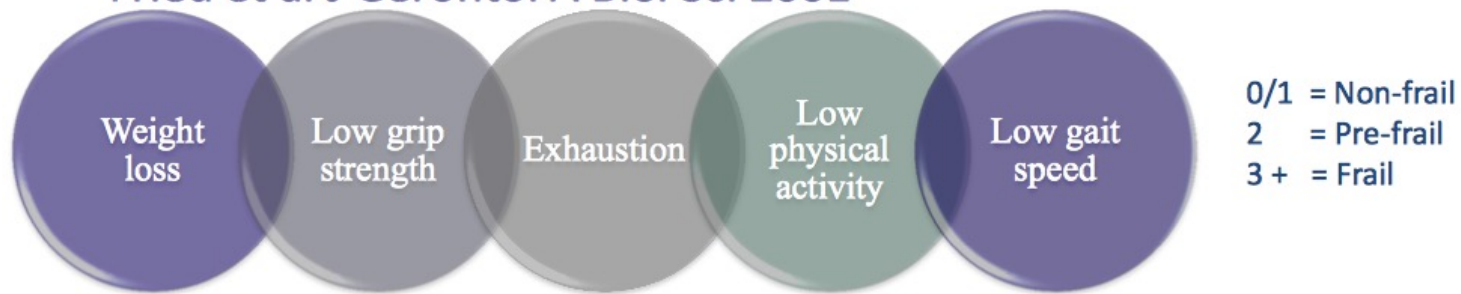 Weight
loss
Low grip
strength
Exhaustion
Low
physical
activity
Low gait
speed
0/1 = Non-frail
2 = Pre-frail
3 + = Frail